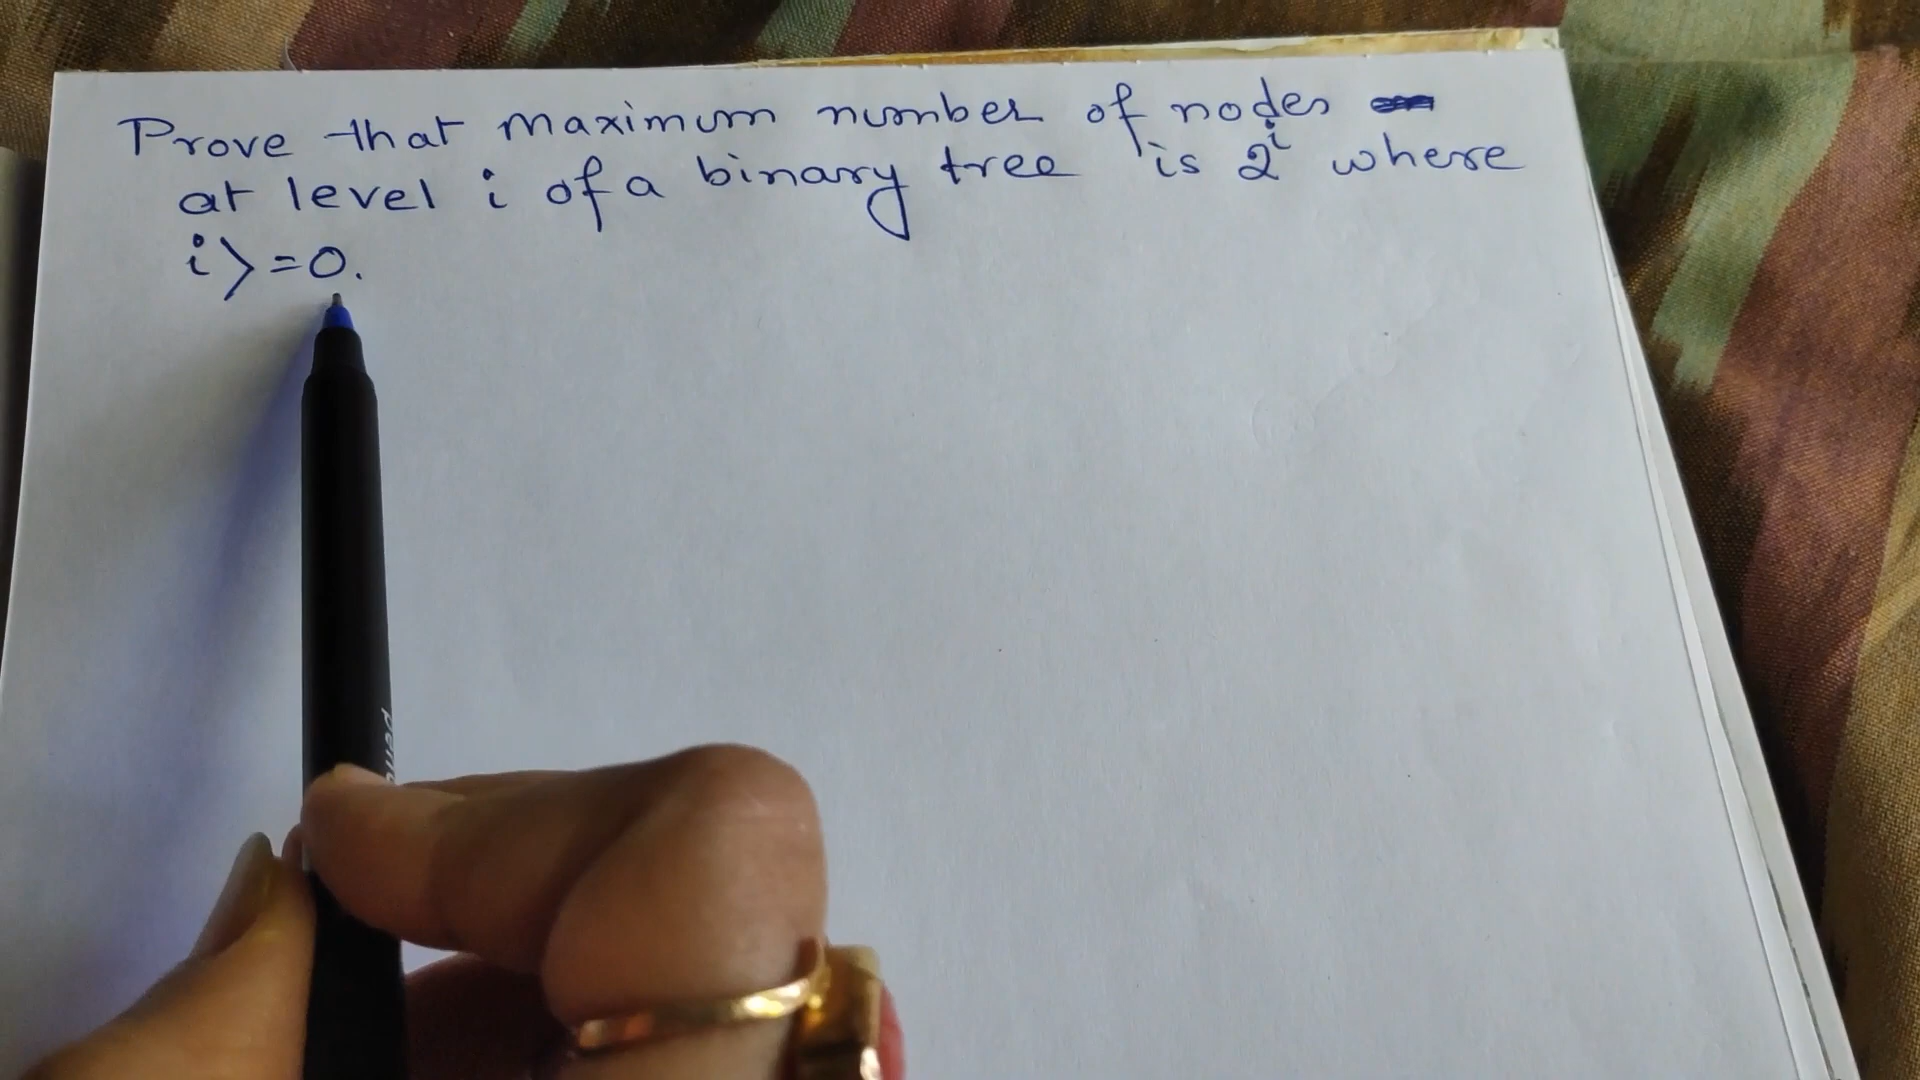 Prove that maximum number of nodes
at level i of a binary tree is 2^i where
i>=0.